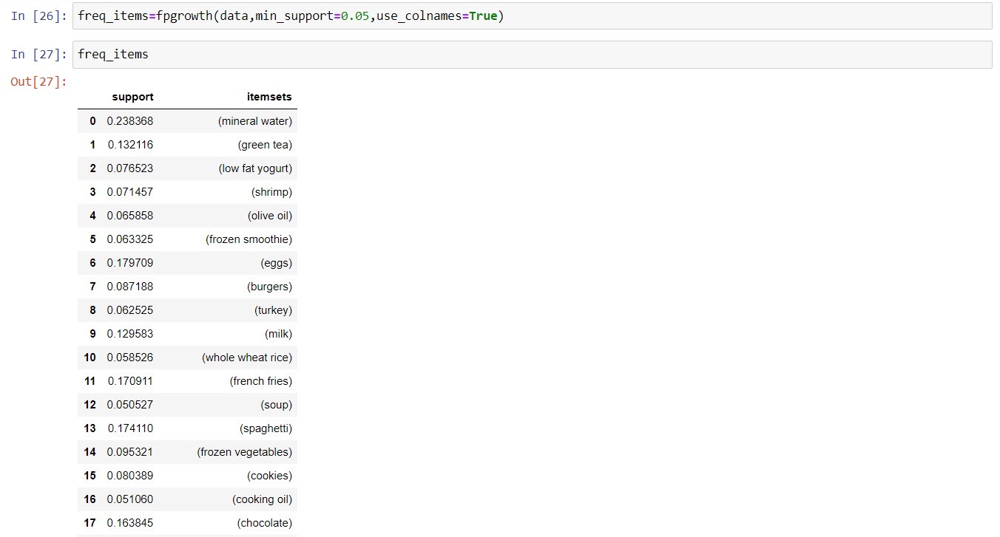 In [26]: freq_items=fpgrowth(data,min_support=0.05,use_colnames=True)
In [27]: freq_items
Out[27]:
support itemsets
0 0.238368 (mineral water)
1 0.132116 (green tea)
2 0.076523 (low fat yogurt)
3 0.071457 (shrimp)
4 0.065858 (olive oil)
5 0.063325 (frozen smoothie)
6 0.179709 (eggs)
7 0.087188 (burgers)
8 0.062525 (turkey)
9 0.129583 (milk)
10 0.058526 (whole wheat rice)
11 0.170911 (french fries)
12 0.050527 (soup)
13 0.174110 (spaghetti)
14 0.095321 (frozen vegetables)
15 0.080389 (cookies)
16 0.051060 (cooking oil)
17 0.163845 (chocolate)